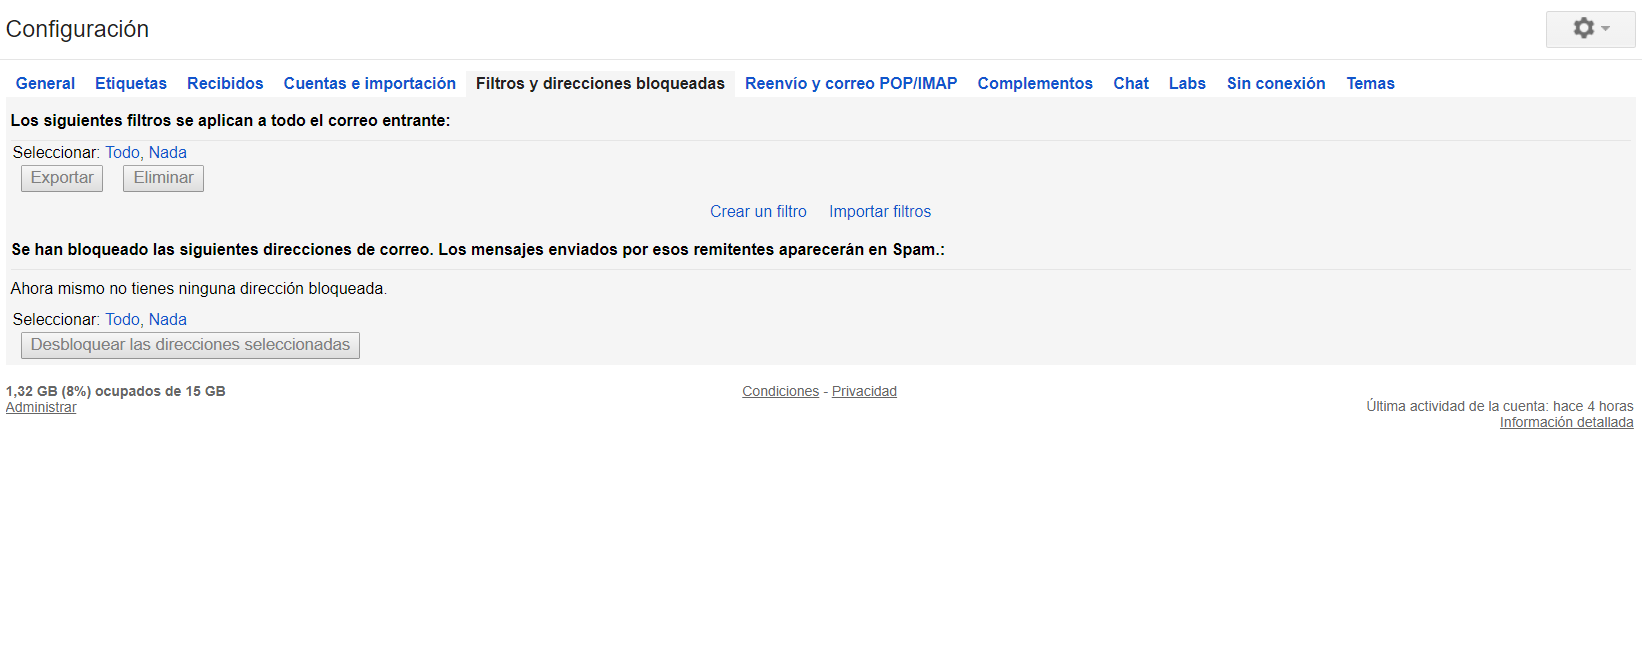 Configuración
General Etiquetas Recibidos Cuentas e importación Filtros y direcciones bloqueadas Reenvío y correo POP/IMAP Complementos Chat Labs Sin conexión Temas
Los siguientes filtros se aplican a todo el correo entrante:
Seleccionar: Todo, Nada
Exportar Eliminar
Crear un filtro Importar filtros
Se han bloqueado las siguientes direcciones de correo. Los mensajes enviados por esos remitentes aparecerán en Spam.:
Ahora mismo no tienes ninguna dirección bloqueada.
Seleccionar: Todo, Nada
Desbloquear las direcciones seleccionadas
1,32 GB (8%) ocupados de 15 GB
Administrar
Condiciones - Privacidad
Última actividad de la cuenta: hace 4 horas
Información detallada